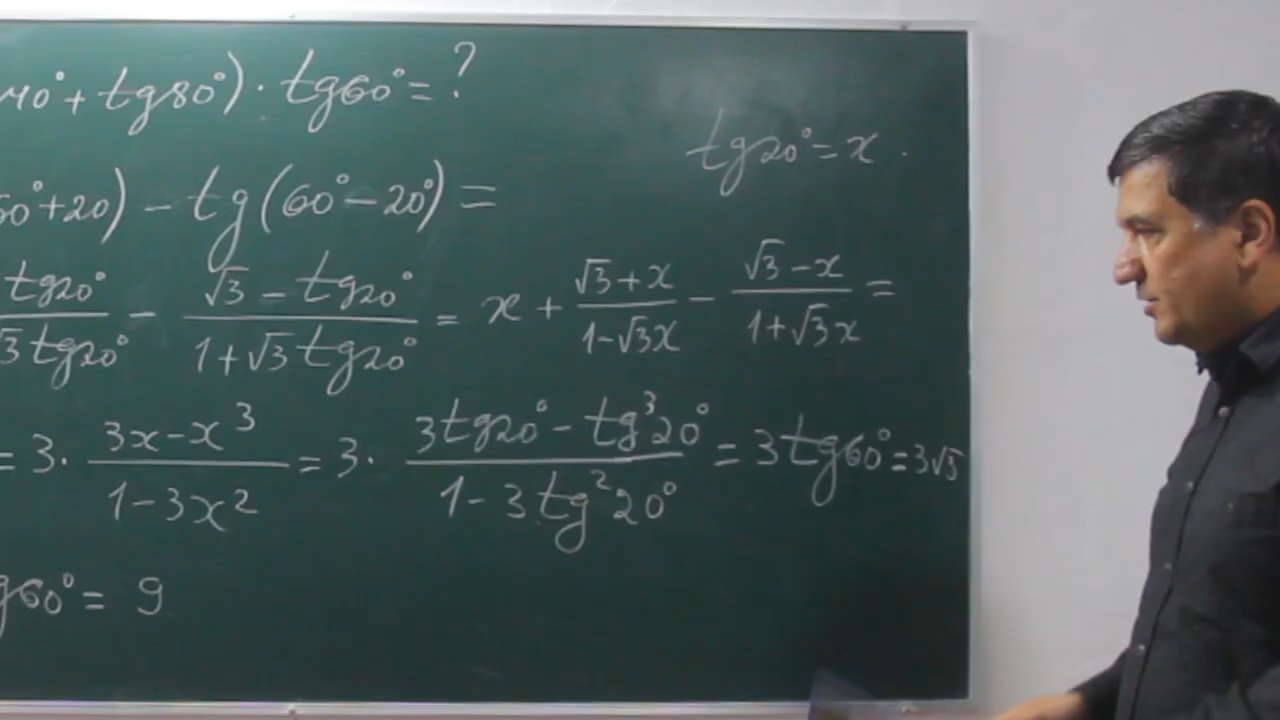 40° + tg80°) · tg60° = ?
tg20° = x .
60° + 20) − tg(60° − 20°) =
tg20° / √3 tg20° − (√3 − tg20°) / (1 + √3 tg20°) = x + (√3 + x) / (1 − √3x) − (√3 − x) / (1 + √3x) =
= 3 · (3x − x³) / (1 − 3x²) = 3 · (3tg20° − tg³20°) / (1 − 3tg²20°) = 3tg60° = 3√3
g60° = 9